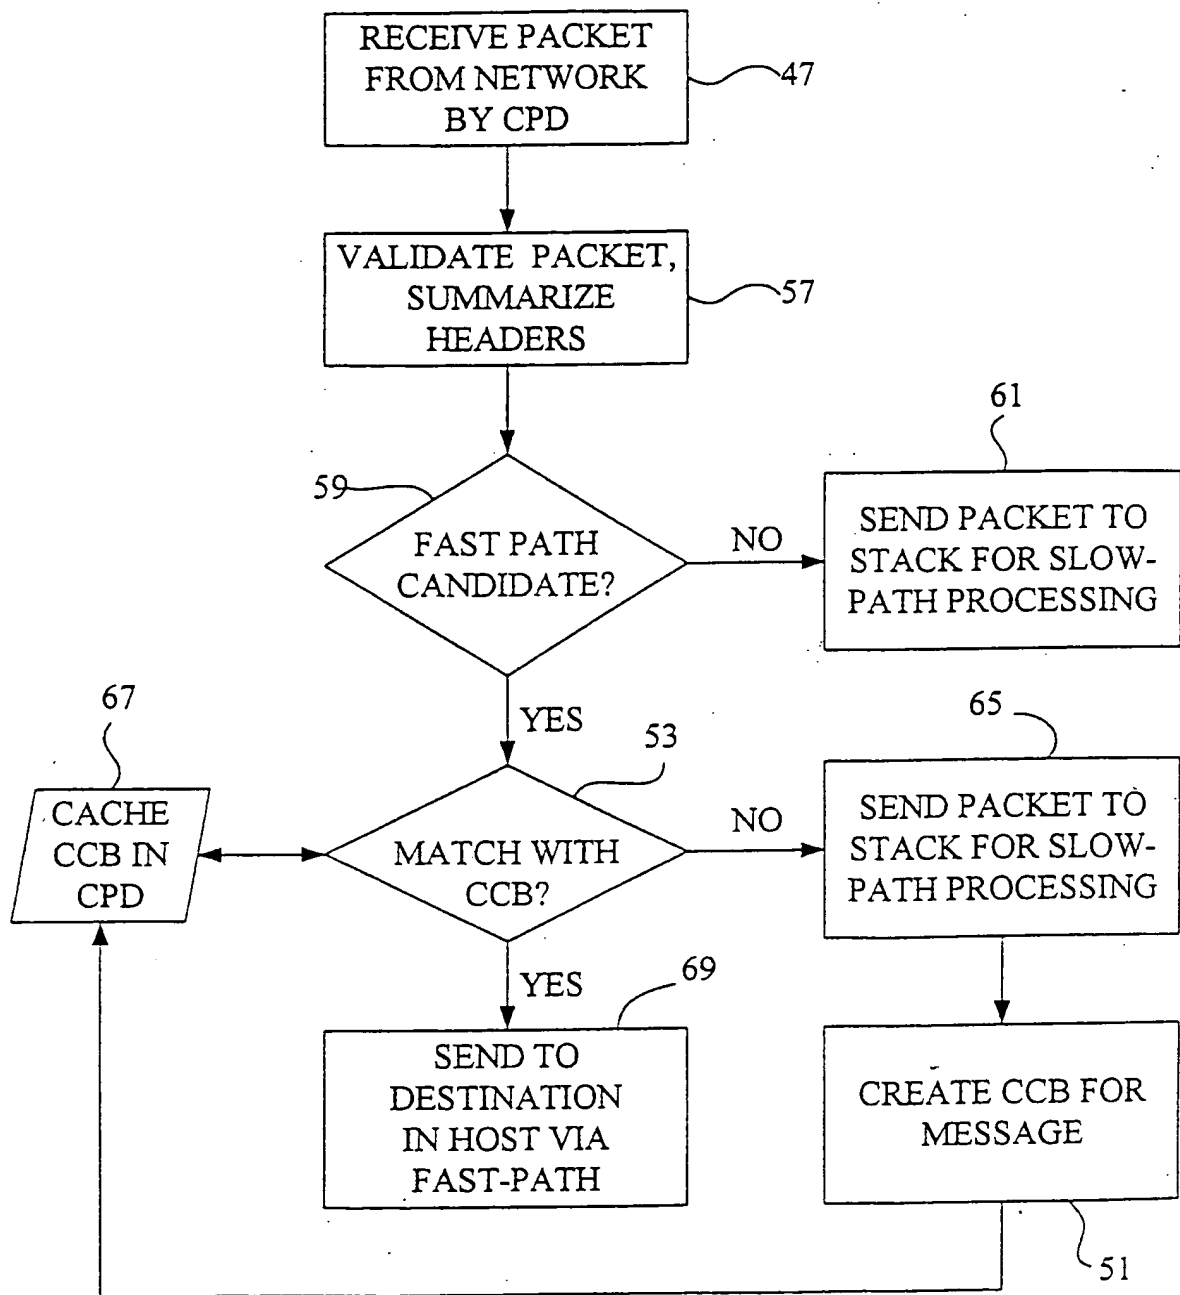 RECEIVE PACKET
FROM NETWORK
BY CPD
47
VALIDATE PACKET,
SUMMARIZE
HEADERS
57
59
FAST PATH
CANDIDATE?
NO
61
SEND PACKET TO
STACK FOR SLOW-
PATH PROCESSING
YES
67
CACHE
CCB IN
CPD
53
MATCH WITH
CCB?
NO
65
SEND PACKET TO
STACK FOR SLOW-
PATH PROCESSING
YES
69
SEND TO
DESTINATION
IN HOST VIA
FAST-PATH
CREATE CCB FOR
MESSAGE
51